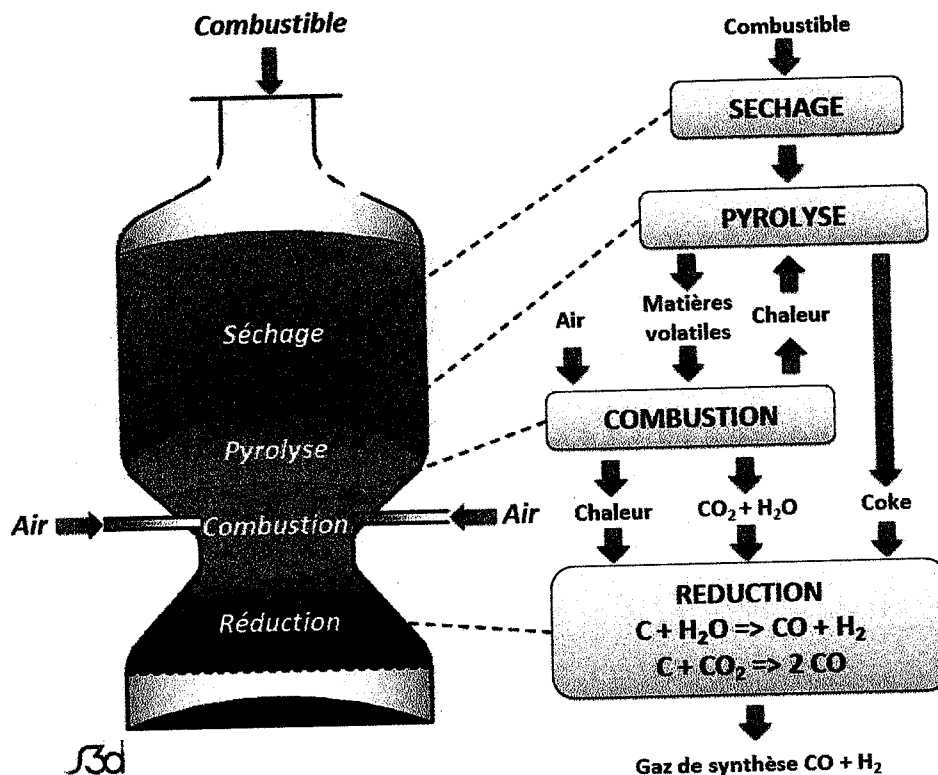 Combustible
Séchage
Pyrolyse
Air
Combustion
Air
Réduction
S3d
Combustible
SECHAGE
PYROLYSE
Air
Matières
volatiles
Chaleur
COMBUSTION
Chaleur
CO₂ + H₂O
Coke
REDUCTION
C + H₂O => CO + H₂
C + CO₂ => 2 CO
Gaz de synthèse CO + H₂